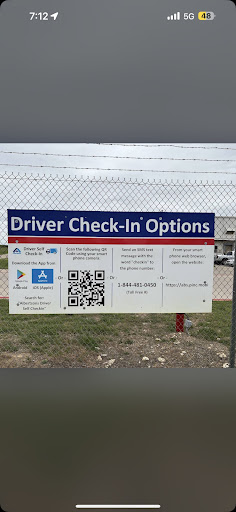 7:12
5G 48
Driver Check-In Options
Driver Self
Check-In
Download the App from:
Android
iOS (Apple)
Search for:
"Albertsons Driver
Self Checkin"
Or
Scan the following QR
Code using your smart
phone camera
Or
Send an SMS text
message with the
word "checkin" to
the phone number:
1-844-481-0450
(Toll Free #)
Or
From your smart
phone web browser,
open the website:
https://abs.pinc